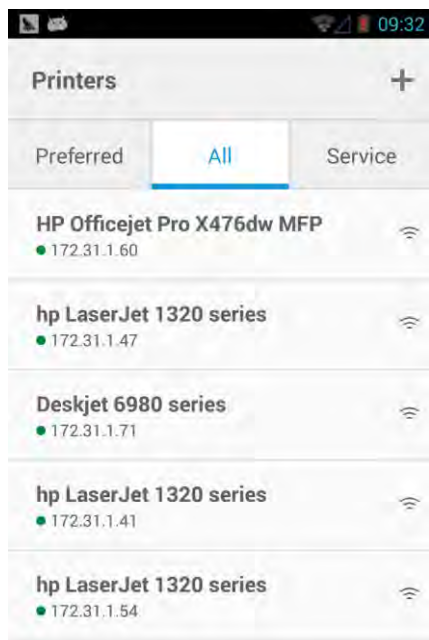 09:32
Printers
Preferred All Service
HP Officejet Pro X476dw MFP
172.31.1.60
hp LaserJet 1320 series
172.31.1.47
Deskjet 6980 series
172.31.1.71
hp LaserJet 1320 series
172.31.1.41
hp LaserJet 1320 series
172.31.1.54